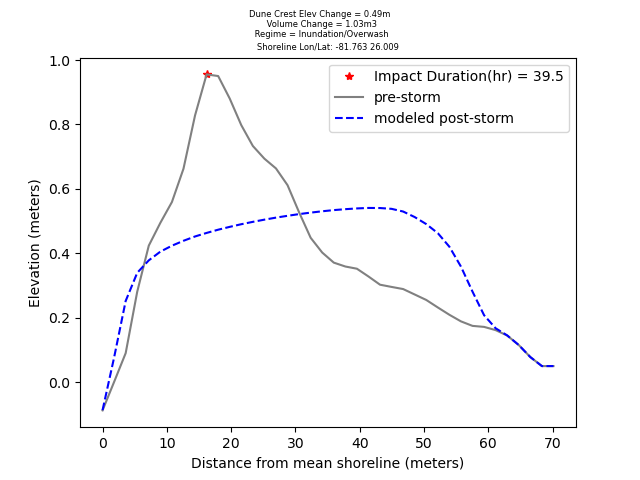 Dune Crest Elev Change = 0.49m
Volume Change = 1.03m3
Regime = Inundation/Overwash
Shoreline Lon/Lat: -81.763 26.009
Impact Duration(hr) = 39.5
pre-storm
modeled post-storm
1.0
0.8
0.6
0.4
0.2
0.0
Elevation (meters)
0 10 20 30 40 50 60 70
Distance from mean shoreline (meters)